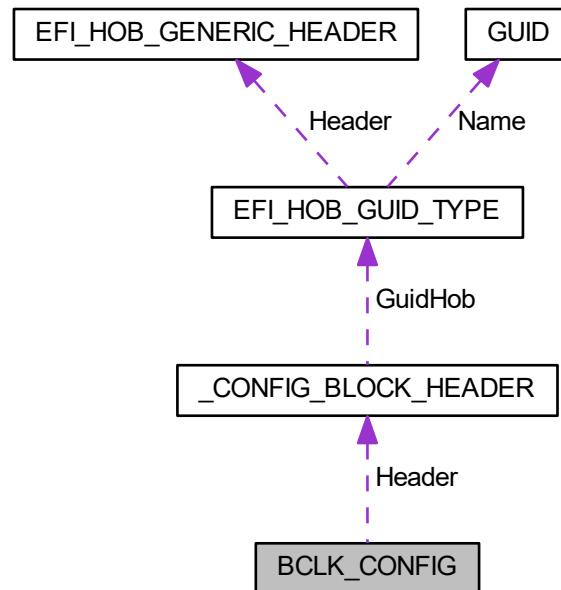 EFI_HOB_GENERIC_HEADER
GUID
Header
Name
EFI_HOB_GUID_TYPE
GuidHob
_CONFIG_BLOCK_HEADER
Header
BCLK_CONFIG